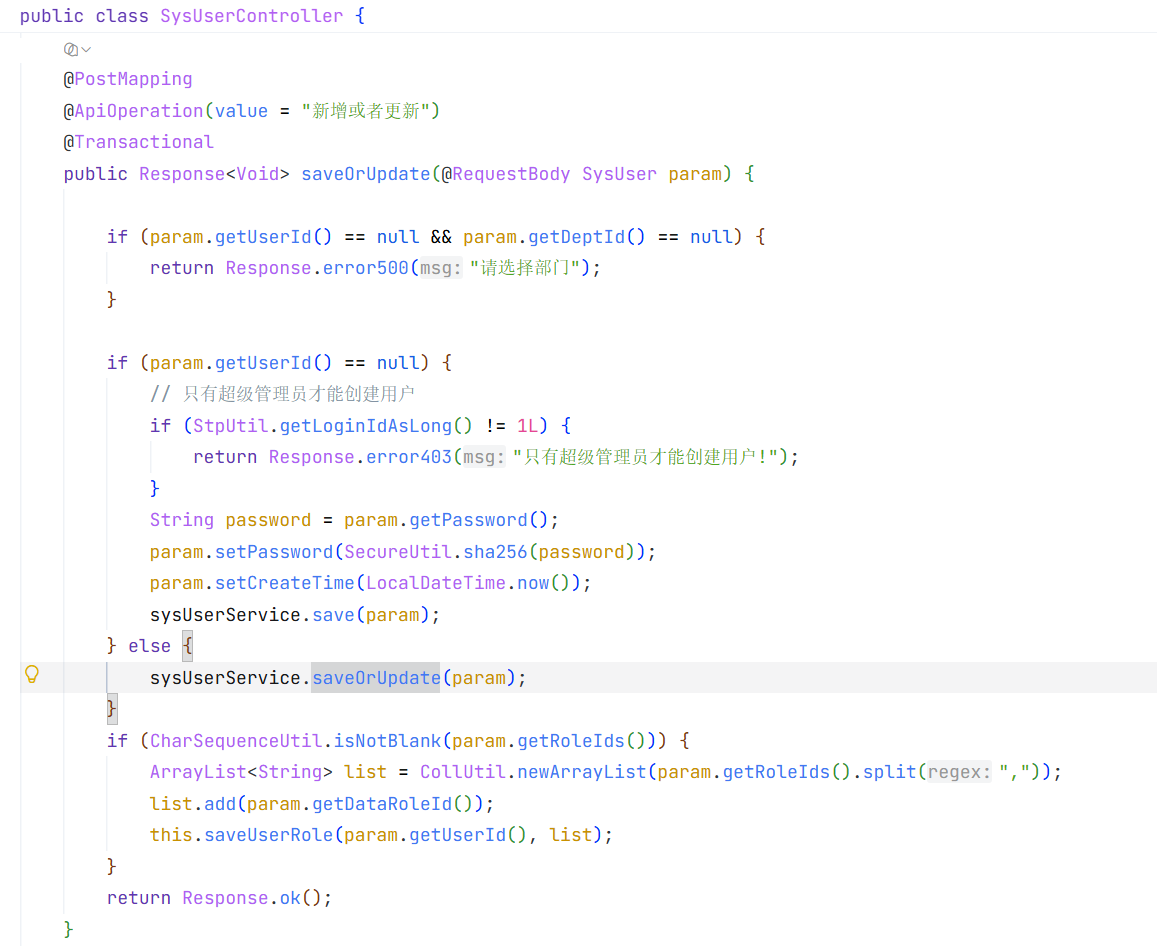 public class SysUserController {
@PostMapping
@ApiOperation(value = "新增或者更新")
@Transactional
public Response<Void> saveOrUpdate(@RequestBody SysUser param) {
if (param.getUserId() == null && param.getDeptId() == null) {
return Response.error500(msg: "请选择部门");
}
if (param.getUserId() == null) {
// 只有超级管理员才能创建用户
if (StpUtil.getLoginIdAsLong() != 1L) {
return Response.error403(msg: "只有超级管理员才能创建用户!");
}
String password = param.getPassword();
param.setPassword(SecureUtil.sha256(password));
param.setCreateTime(LocalDateTime.now());
sysUserService.save(param);
} else {
sysUserService.saveOrUpdate(param);
}
if (CharSequenceUtil.isNotBlank(param.getRoleIds())) {
ArrayList<String> list = CollUtil.newArrayList(param.getRoleIds().split(regex: ","));
list.add(param.getDataRoleId());
this.saveUserRole(param.getUserId(), list);
}
return Response.ok();
}